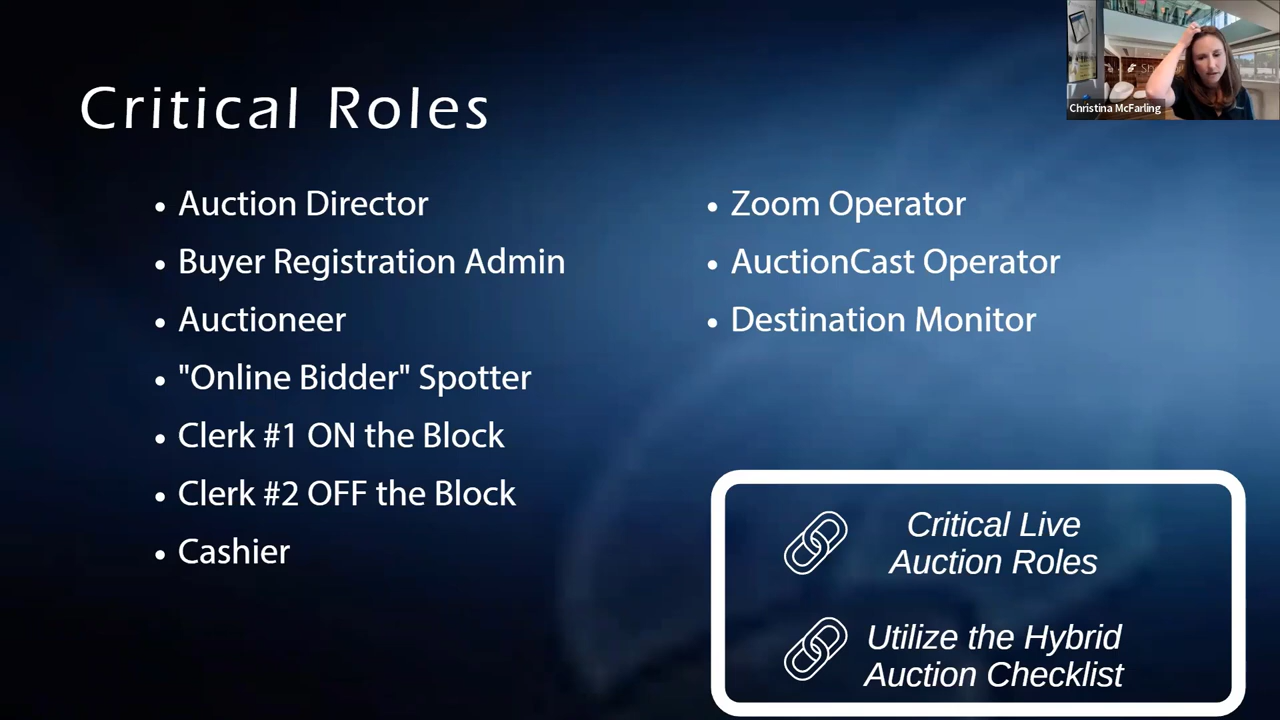 Critical Roles
• Auction Director
• Buyer Registration Admin
• Auctioneer
• "Online Bidder" Spotter
• Clerk #1 ON the Block
• Clerk #2 OFF the Block
• Cashier
• Zoom Operator
• AuctionCast Operator
• Destination Monitor
Critical Live
Auction Roles
Utilize the Hybrid
Auction Checklist
Christina McFarling